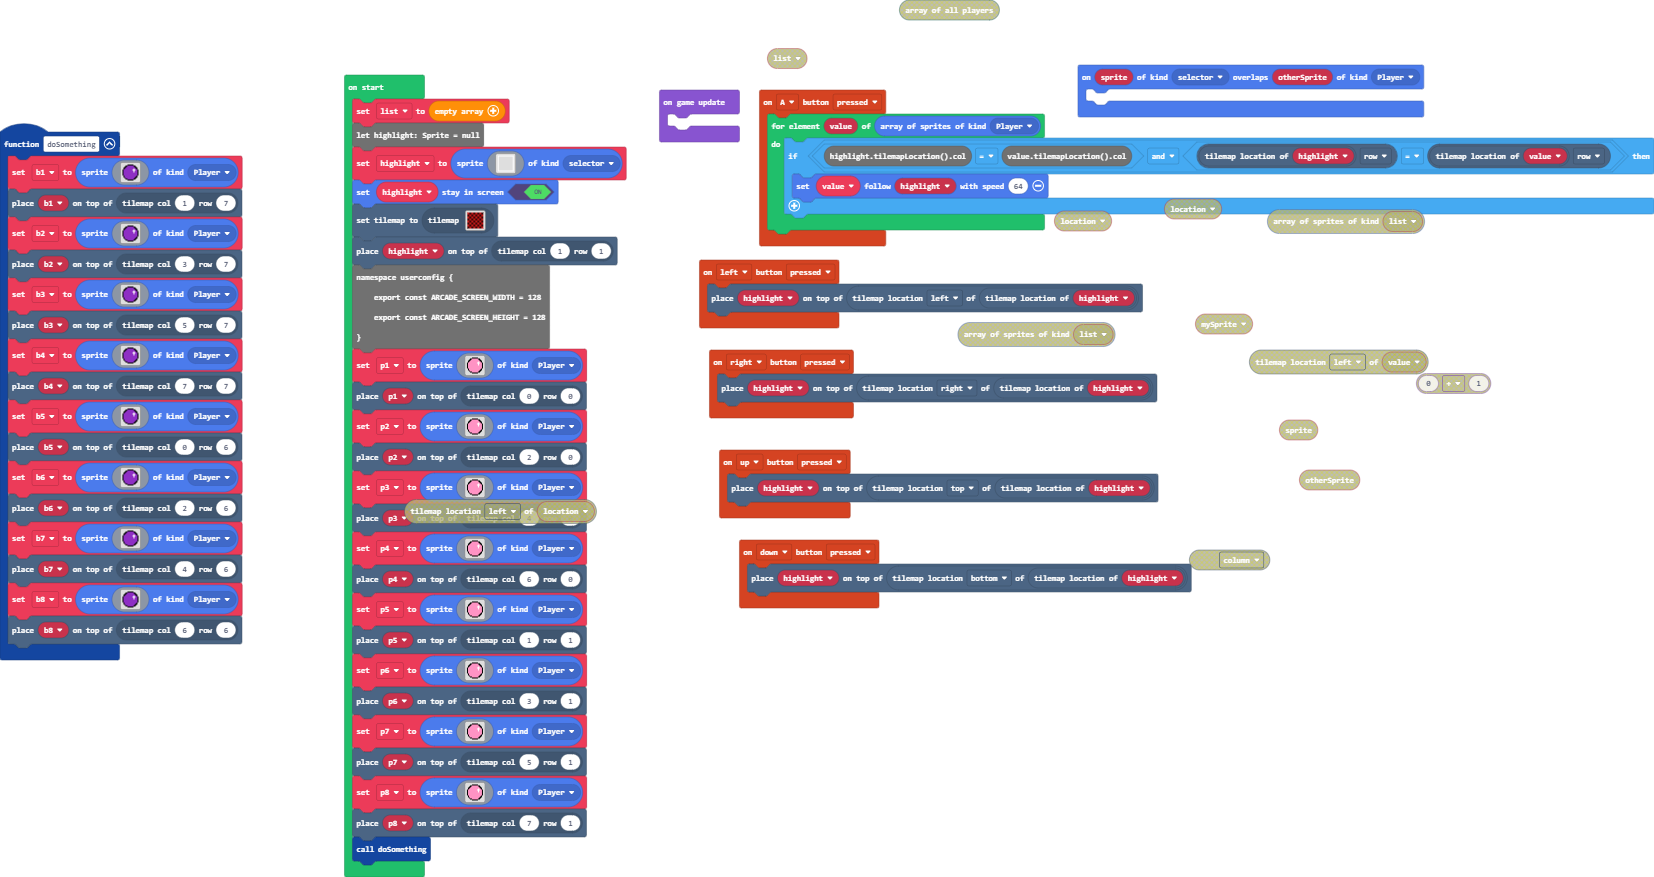 function doSomething
set b1 to sprite of kind Player
place b1 on top of tilemap col 1 row 7
set b2 to sprite of kind Player
place b2 on top of tilemap col 3 row 7
set b3 to sprite of kind Player
place b3 on top of tilemap col 5 row 7
set b4 to sprite of kind Player
place b4 on top of tilemap col 7 row 7
set b5 to sprite of kind Player
place b5 on top of tilemap col 0 row 6
set b6 to sprite of kind Player
place b6 on top of tilemap col 2 row 6
set b7 to sprite of kind Player
place b7 on top of tilemap col 4 row 6
set b8 to sprite of kind Player
place b8 on top of tilemap col 6 row 6
on start
set list to empty array
let highlight: Sprite = null
set highlight to sprite of kind selector
set highlight stay in screen ON
set tilemap to tilemap
place highlight on top of tilemap col 1 row 1
namespace userconfig {
export const ARCADE_SCREEN_WIDTH = 128
export const ARCADE_SCREEN_HEIGHT = 128
}
set p1 to sprite of kind Player
place p1 on top of tilemap col 0 row 0
set p2 to sprite of kind Player
place p2 on top of tilemap col 2 row 0
set p3 to sprite of kind Player
place p3
tilemap location left of location
set p4 to sprite of kind Player
place p4 on top of tilemap col 6 row 0
set p5 to sprite of kind Player
place p5 on top of tilemap col 1 row 1
set p6 to sprite of kind Player
place p6 on top of tilemap col 3 row 1
set p7 to sprite of kind Player
place p7 on top of tilemap col 5 row 1
set p8 to sprite of kind Player
place p8 on top of tilemap col 7 row 1
call doSomething
array of all players
list
on game update
on A button pressed
for element value of array of sprites of kind Player
do
if highlight.tilemapLocation().col = value.tilemapLocation().col and tilemap location of highlight row = tilemap location of value row then
set value follow highlight with speed 64
on sprite of kind selector overlaps otherSprite of kind Player
location
location
array of sprites of kind list
on left button pressed
place highlight on top of tilemap location left of tilemap location of highlight
array of sprites of kind list
mySprite
on right button pressed
place highlight on top of tilemap location right of tilemap location of highlight
tilemap location left of value
0 + 1
sprite
on up button pressed
place highlight on top of tilemap location top of tilemap location of highlight
otherSprite
on down button pressed
place highlight on top of tilemap location bottom of tilemap location of highlight
column